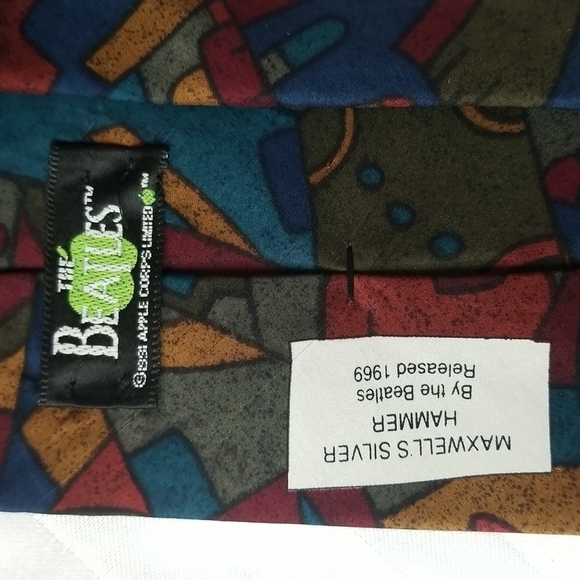 THE
BEATLES™
©1991 APPLE CORPS LIMITED ™
MAXWELL'S SILVER
HAMMER
By the Beatles
Released 1969